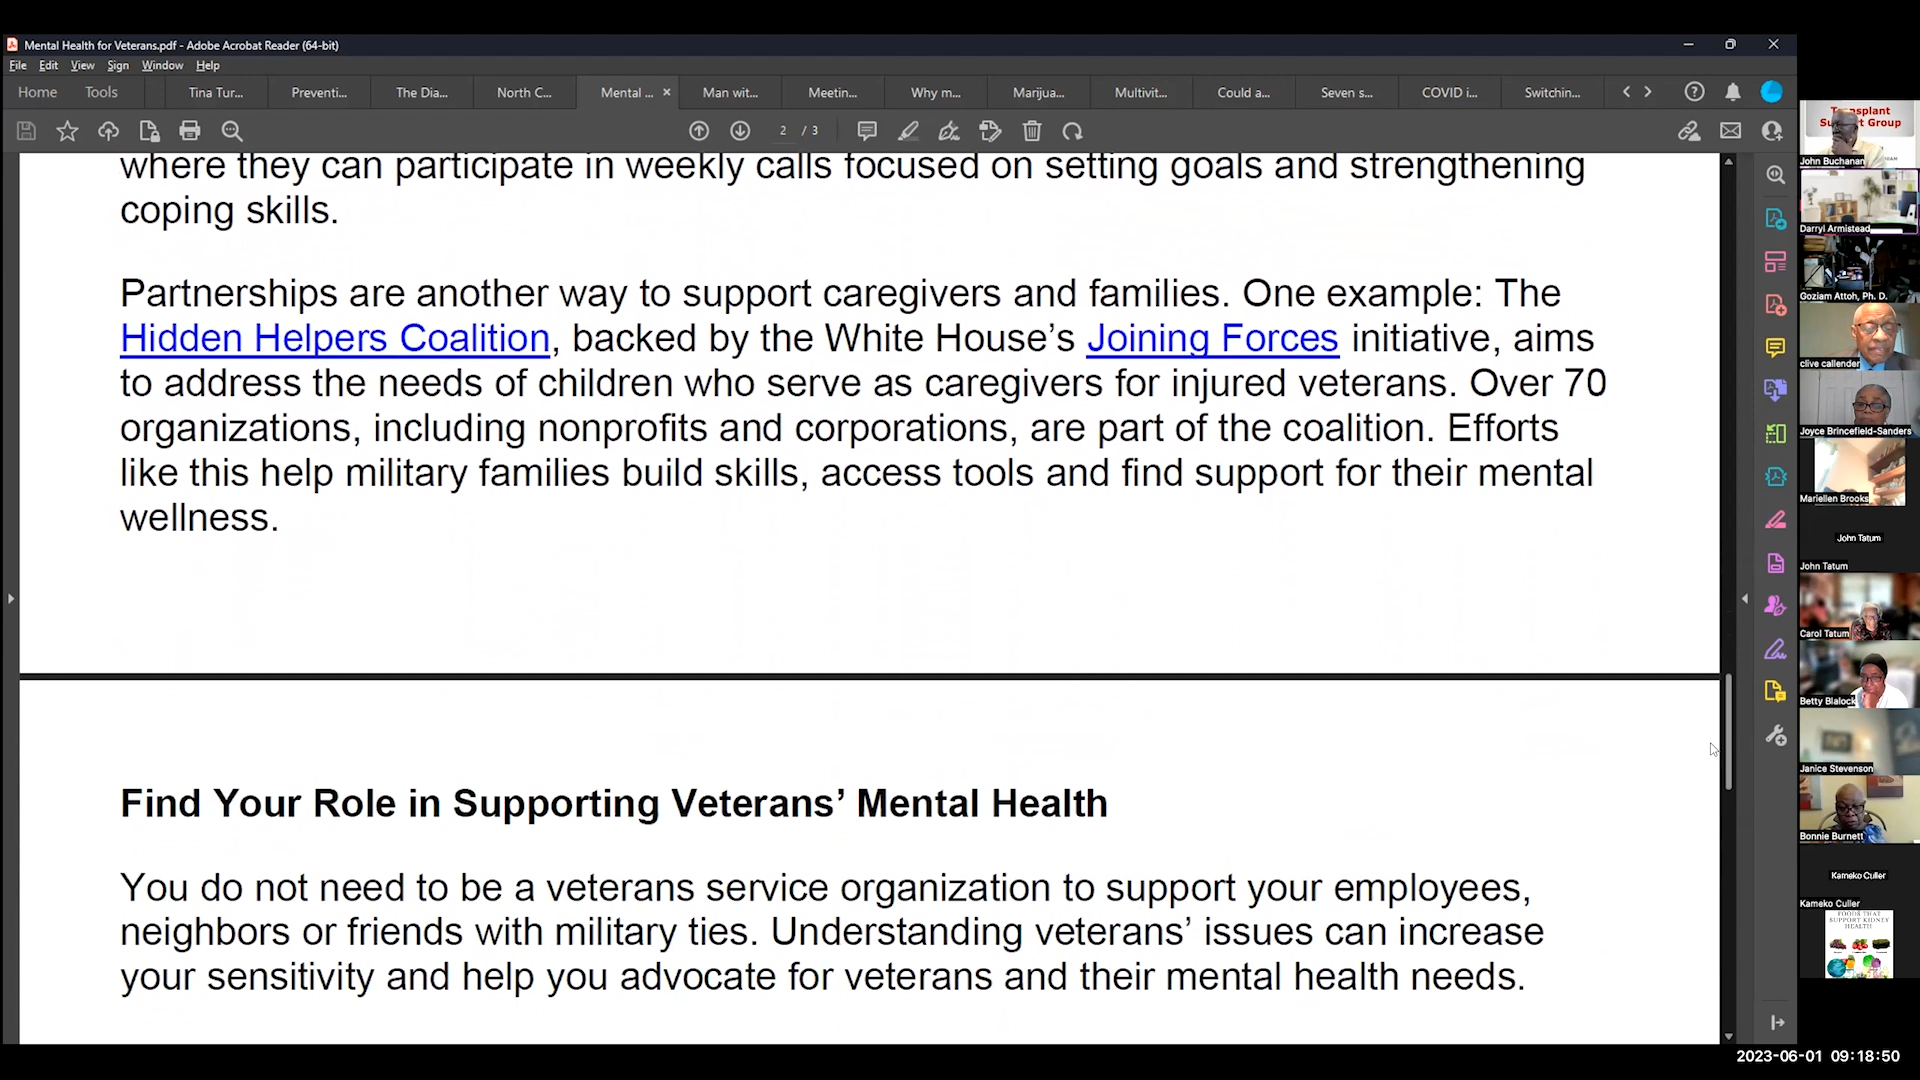 Mental Health for Veterans.pdf - Adobe Acrobat Reader (64-bit)
File Edit View Sign Window Help
Home Tools Tina Tur... Preventi... The Dia... North C... Mental ... × Man wit... Meetin... Why m... Marijua... Multivit... Could a... Seven s... COVID i... Switchin...
2 / 3
where they can participate in weekly calls focused on setting goals and strengthening
coping skills.
Partnerships are another way to support caregivers and families. One example: The
Hidden Helpers Coalition, backed by the White House’s Joining Forces initiative, aims
to address the needs of children who serve as caregivers for injured veterans. Over 70
organizations, including nonprofits and corporations, are part of the coalition. Efforts
like this help military families build skills, access tools and find support for their mental
wellness.
Find Your Role in Supporting Veterans’ Mental Health
You do not need to be a veterans service organization to support your employees,
neighbors or friends with military ties. Understanding veterans’ issues can increase
your sensitivity and help you advocate for veterans and their mental health needs.
Transplant
Group
John Buchanan
Darryl Armistead
Goziam Attoh, Ph. D.
clive callender
Joyce Brincefield-Sanders
Mariellen Brooks
John Tatum
John Tatum
Carol Tatum
Betty Blalock
Janice Stevenson
Bonnie Burnett
Kameko Culler
Kameko Culler
FOODS THAT
SUPPORT KIDNEY
HEALTH
2023-06-01 09:18:50